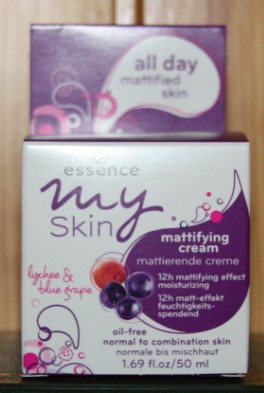 all day
mattified
skin
essence
my
Skin
mattifying
cream
mattierende creme
lychee &
blue grape
12h mattifying effect
moisturizing
12h matt-effekt
feuchtigkeits-
spendend
oil-free
normal to combination skin
normale bis mischhaut
1.69 fl.oz/50 ml